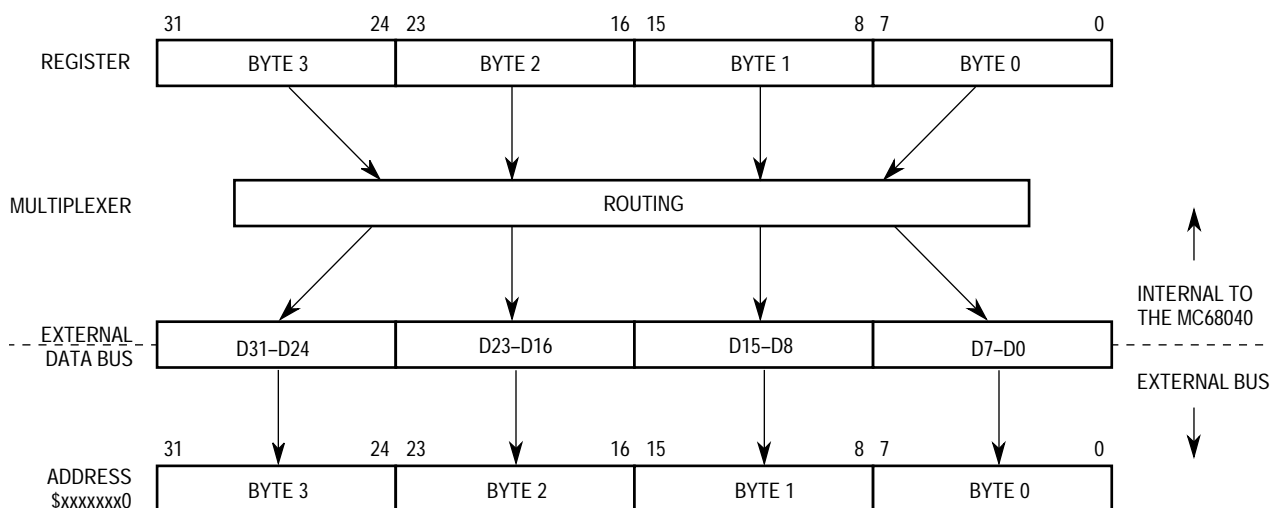 31 24 23 16 15 8 7 0
REGISTER BYTE 3 BYTE 2 BYTE 1 BYTE 0
MULTIPLEXER ROUTING
INTERNAL TO
THE MC68040
EXTERNAL
DATA BUS
D31–D24 D23–D16 D15–D8 D7–D0
EXTERNAL BUS
31 24 23 16 15 8 7 0
ADDRESS
$xxxxxxx0
BYTE 3 BYTE 2 BYTE 1 BYTE 0